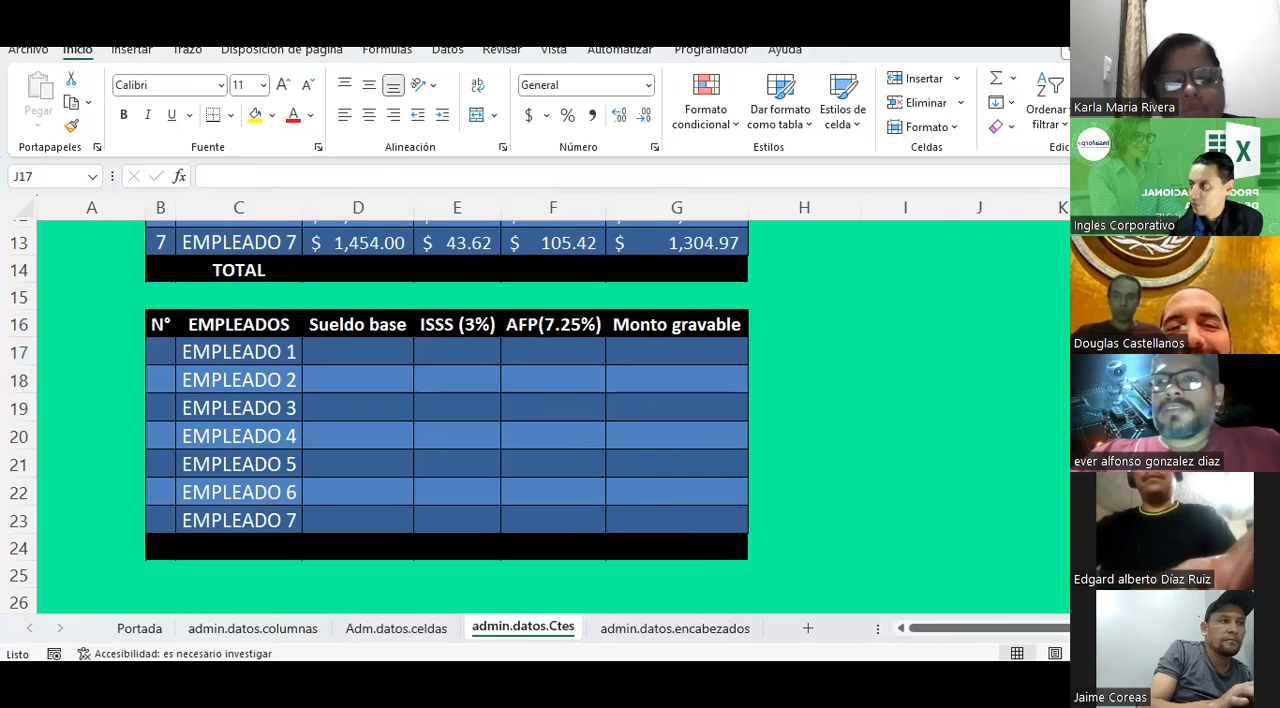 Archivo Inicio Insertar Trazo Disposición de página Fórmulas Datos Revisar Vista Automatizar Programador Ayuda
Pegar
Calibri 11
N K S
General
Formato condicional
Dar formato como tabla
Estilos de celda
Insertar
Eliminar
Formato
Ordenar filtrar
Portapapeles Fuente Alineación Número Estilos Celdas
J17 fx
A B C D E F G H I J K
13 7 EMPLEADO 7 $ 1,454.00 $ 43.62 $ 105.42 $ 1,304.97
14 TOTAL
15
16 N° EMPLEADOS Sueldo base ISSS (3%) AFP(7.25%) Monto gravable
17 EMPLEADO 1
18 EMPLEADO 2
19 EMPLEADO 3
20 EMPLEADO 4
21 EMPLEADO 5
22 EMPLEADO 6
23 EMPLEADO 7
24
25
26
Portada admin.datos.columnas Adm.datos.celdas admin.datos.Ctes admin.datos.encabezados
Listo Accesibilidad: es necesario investigar
Karla Maria Rivera
Ingles Corporativo
Douglas Castellanos
ever alfonso gonzalez diaz
Edgard alberto Díaz Ruiz
Jaime Coreas